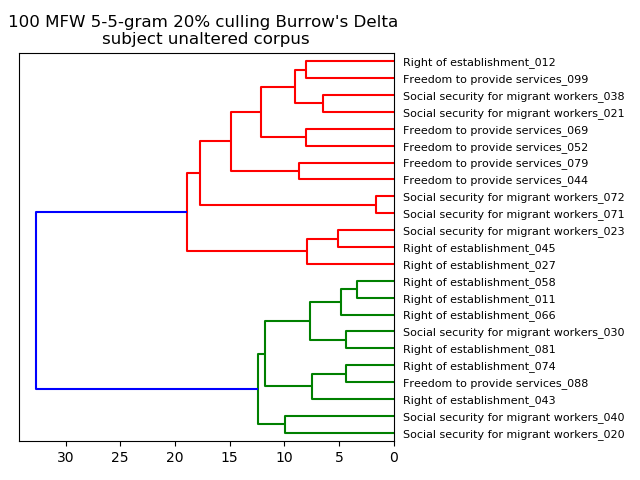 100 MFW 5-5-gram 20% culling Burrow's Delta
subject unaltered corpus
Right of establishment_012
Freedom to provide services_099
Social security for migrant workers_038
Social security for migrant workers_021
Freedom to provide services_069
Freedom to provide services_052
Freedom to provide services_079
Freedom to provide services_044
Social security for migrant workers_072
Social security for migrant workers_071
Social security for migrant workers_023
Right of establishment_045
Right of establishment_027
Right of establishment_058
Right of establishment_011
Right of establishment_066
Social security for migrant workers_030
Right of establishment_081
Right of establishment_074
Freedom to provide services_088
Right of establishment_043
Social security for migrant workers_040
Social security for migrant workers_020
30 25 20 15 10 5 0